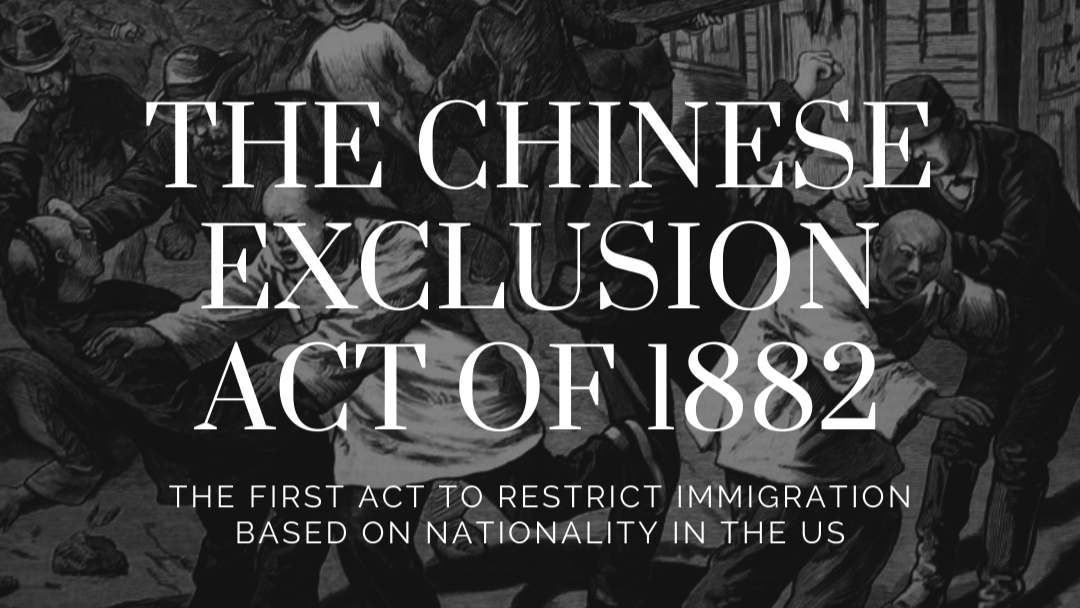 THE CHINESE
EXCLUSION
ACT OF 1882
THE FIRST ACT TO RESTRICT IMMIGRATION
BASED ON NATIONALITY IN THE US